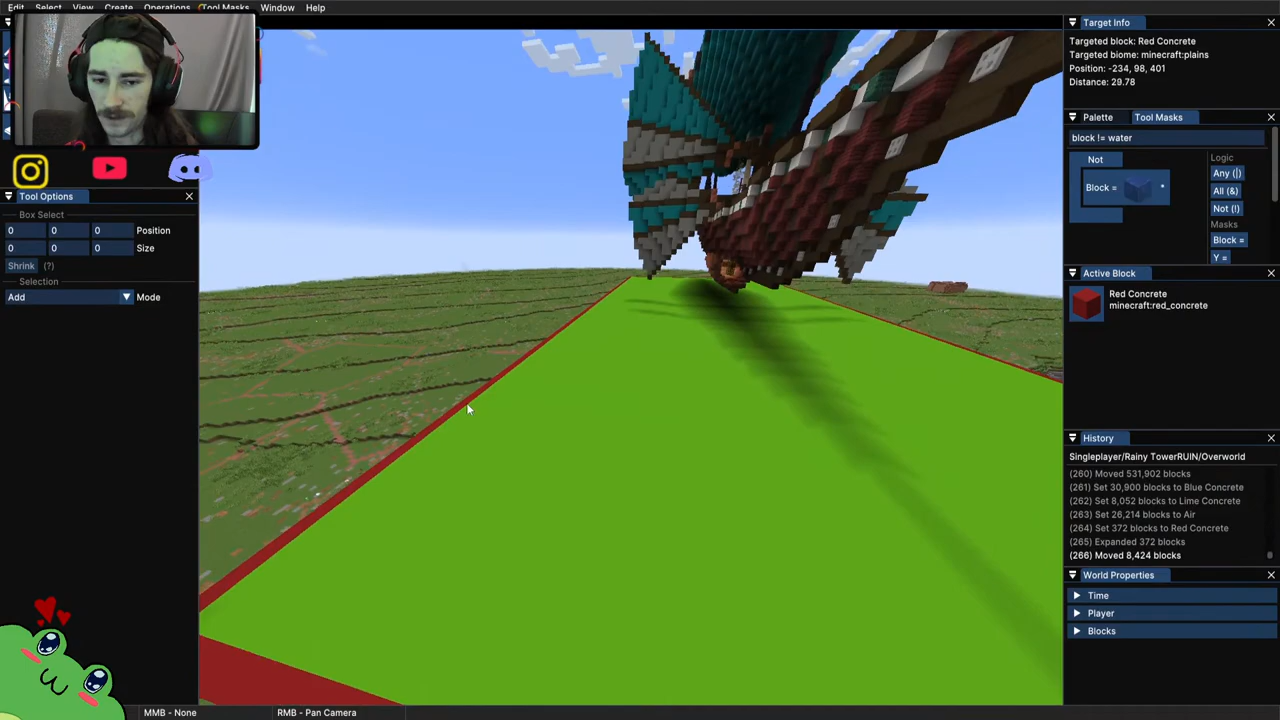 Edit Select View Create Operations Tool Masks Window Help
Target Info
Targeted block: Red Concrete
Targeted biome: minecraft:plains
Position: -234, 98, 401
Distance: 29.78
Palette Tool Masks
block != water
Not
Logic
Block = *
Any (|)
All (&)
Not (!)
Masks
Block =
Y =
Tool Options
Box Select
0 0 0 Position
0 0 0 Size
Shrink (?)
Selection
Add Mode
Active Block
Red Concrete
minecraft:red_concrete
History
Singleplayer/Rainy TowerRUIN/Overworld
(260) Moved 531,902 blocks
(261) Set 30,900 blocks to Blue Concrete
(262) Set 8,052 blocks to Lime Concrete
(263) Set 26,214 blocks to Air
(264) Set 372 blocks to Red Concrete
(265) Expanded 372 blocks
(266) Moved 8,424 blocks
World Properties
Time
Player
Blocks
MMB - None RMB - Pan Camera